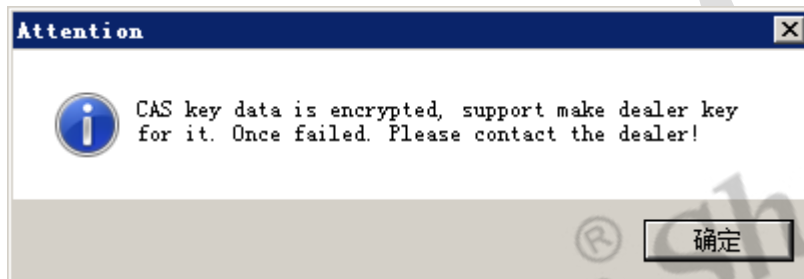 Attention
CAS key data is encrypted, support make dealer key
for it. Once failed. Please contact the dealer!
®
确定